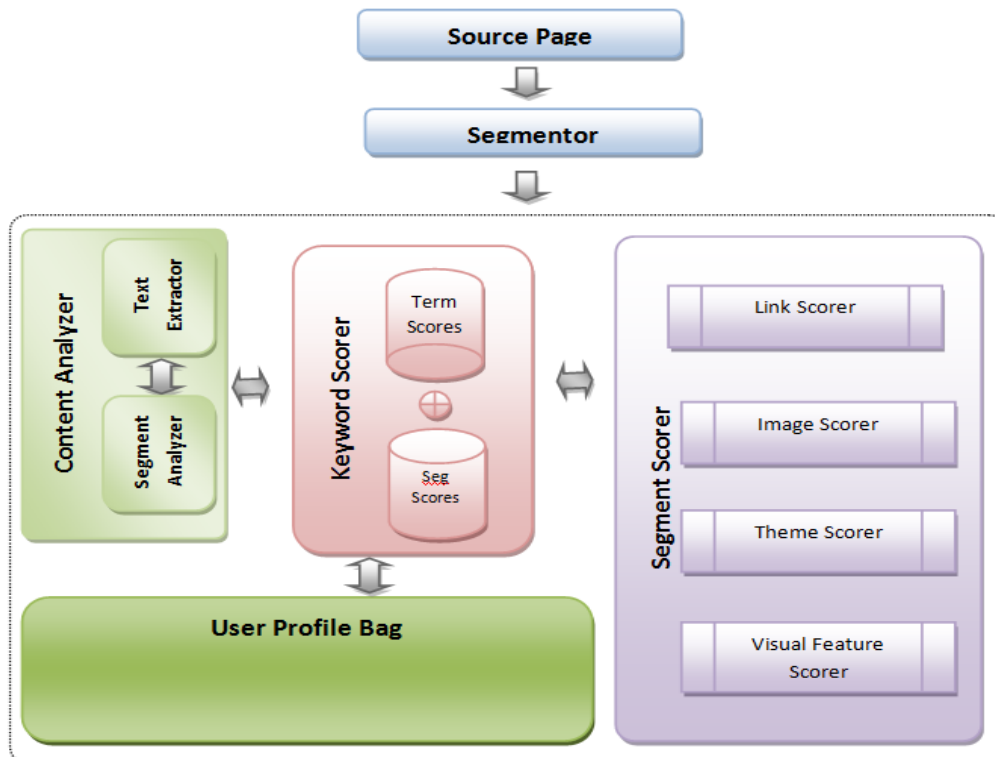 Source Page
Segmentor
Content Analyzer
Text
Extractor
Segment
Analyzer
Keyword Scorer
Term
Scores
Seg
Scores
Segment Scorer
Link Scorer
Image Scorer
Theme Scorer
Visual Feature
Scorer
User Profile Bag